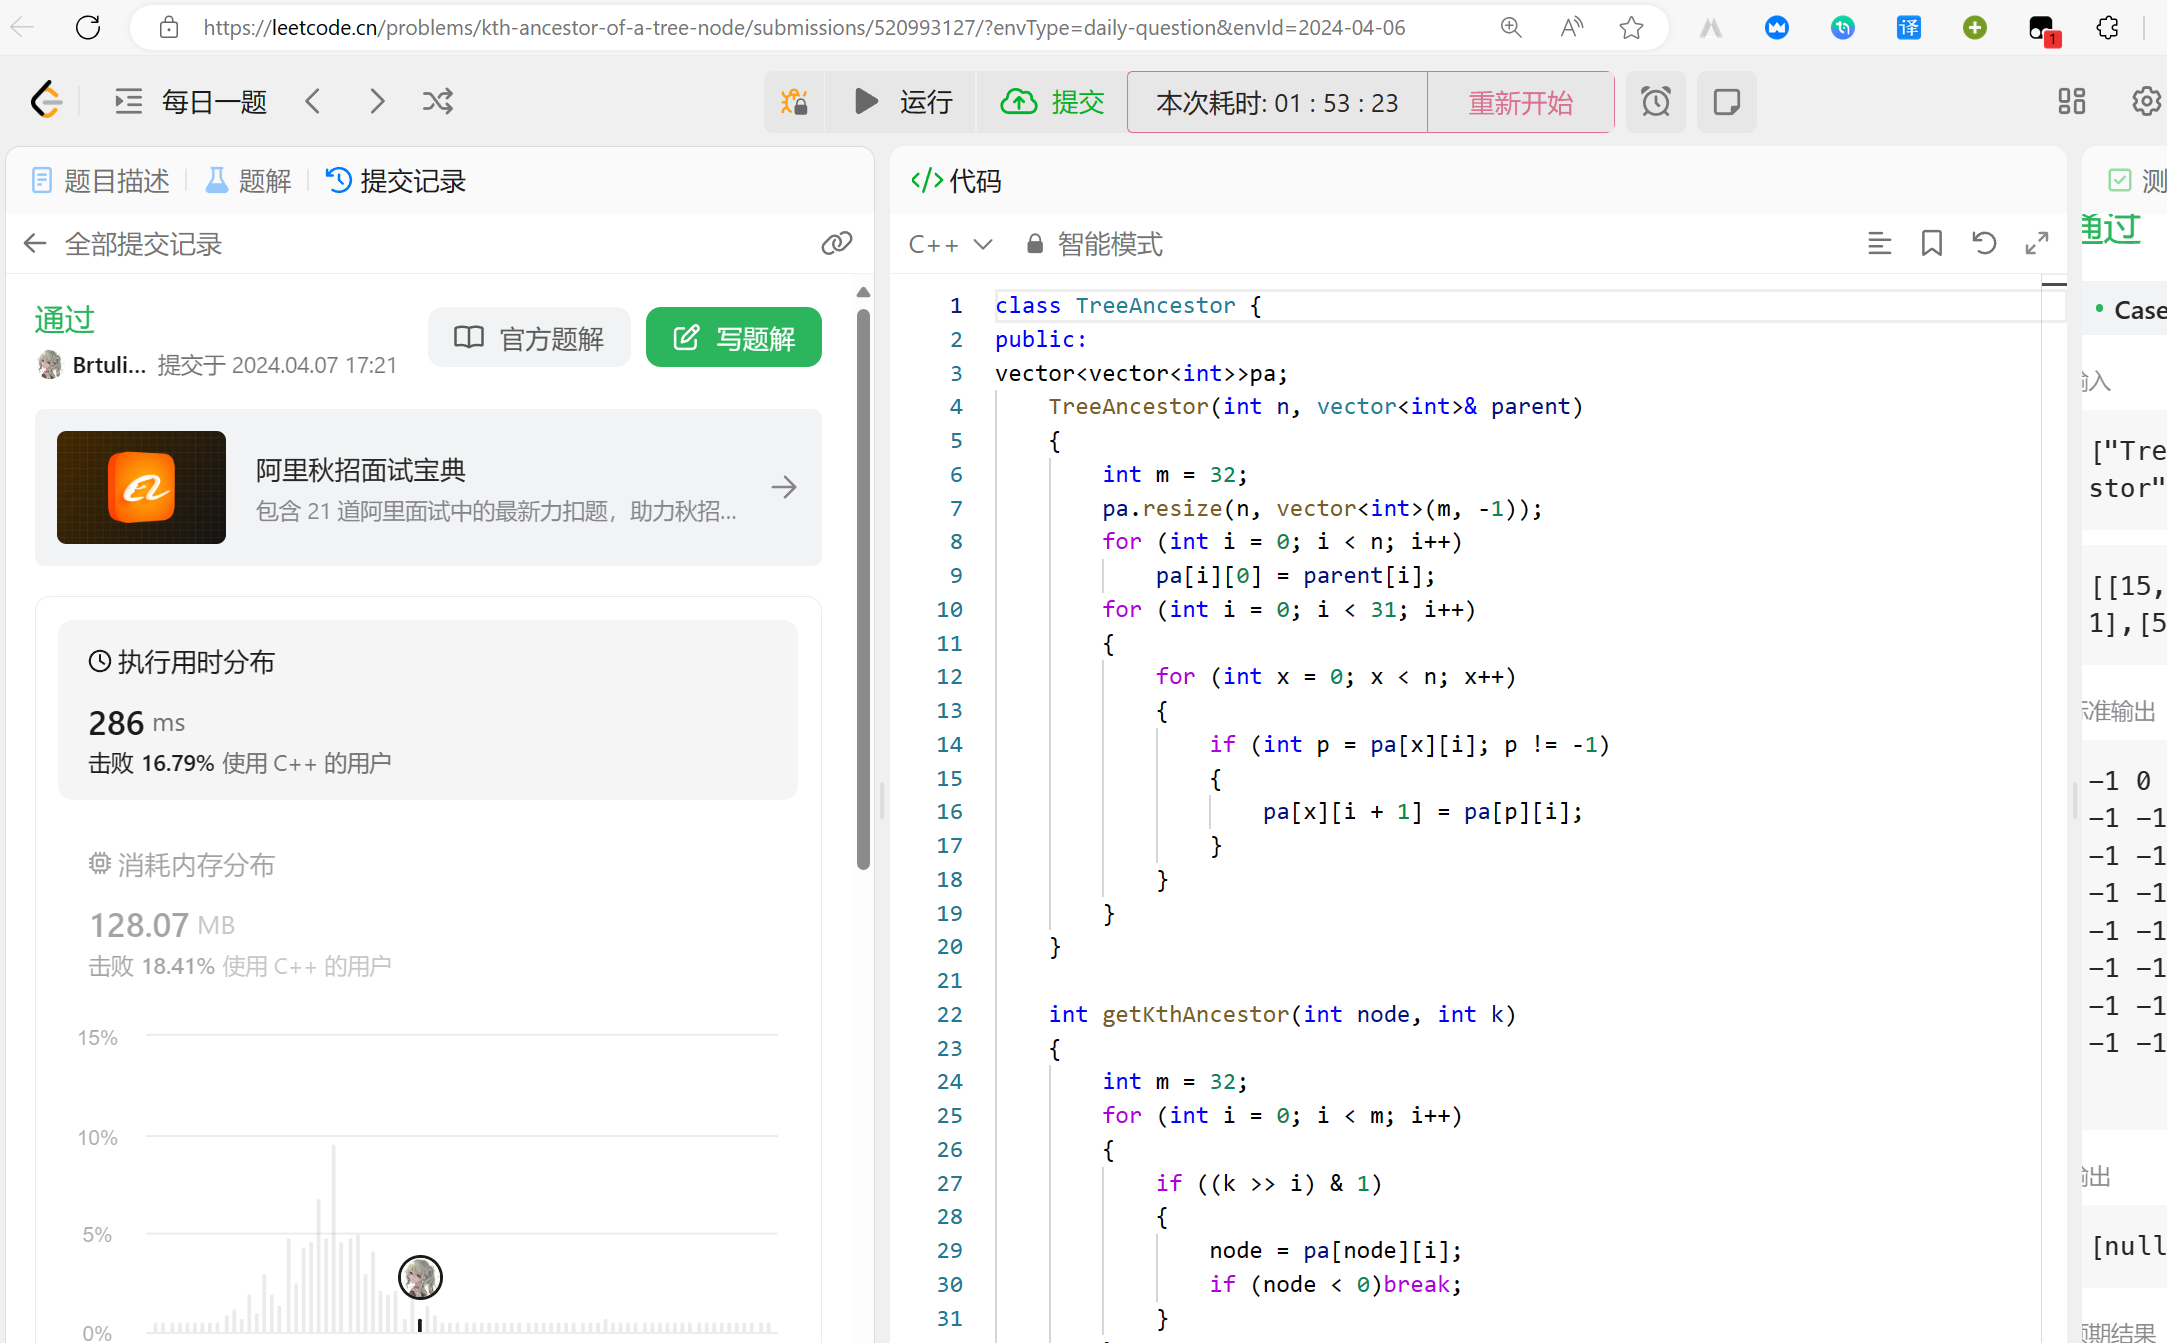 https://leetcode.cn/problems/kth-ancestor-of-a-tree-node/submissions/520993127/?envType=daily-question&envId=2024-04-06
译
1
每日一题
运行
提交
本次耗时: 01 : 53 : 23
重新开始
题目描述
题解
提交记录
全部提交记录
通过
Brtuli... 提交于 2024.04.07 17:21
官方题解
写题解
阿里秋招面试宝典
包含 21 道阿里面试中的最新力扣题，助力秋招...
执行用时分布
286 ms
击败 16.79% 使用 C++ 的用户
消耗内存分布
128.07 MB
击败 18.41% 使用 C++ 的用户
15%
10%
5%
0%
</>代码
C++
智能模式
1 class TreeAncestor {
2 public:
3 vector<vector<int>>pa;
4     TreeAncestor(int n, vector<int>& parent)
5     {
6         int m = 32;
7         pa.resize(n, vector<int>(m, -1));
8         for (int i = 0; i < n; i++)
9             pa[i][0] = parent[i];
10         for (int i = 0; i < 31; i++)
11         {
12             for (int x = 0; x < n; x++)
13             {
14                 if (int p = pa[x][i]; p != -1)
15                 {
16                     pa[x][i + 1] = pa[p][i];
17                 }
18             }
19         }
20     }
21
22     int getKthAncestor(int node, int k)
23     {
24         int m = 32;
25         for (int i = 0; i < m; i++)
26         {
27             if ((k >> i) & 1)
28             {
29                 node = pa[node][i];
30                 if (node < 0)break;
31             }
测
通过
Case
输入
["Tre
stor"
[[15,
1],[5
标准输出
-1 0
-1 -1
-1 -1
-1 -1
-1 -1
-1 -1
-1 -1
-1 -1
输出
[null
预期结果